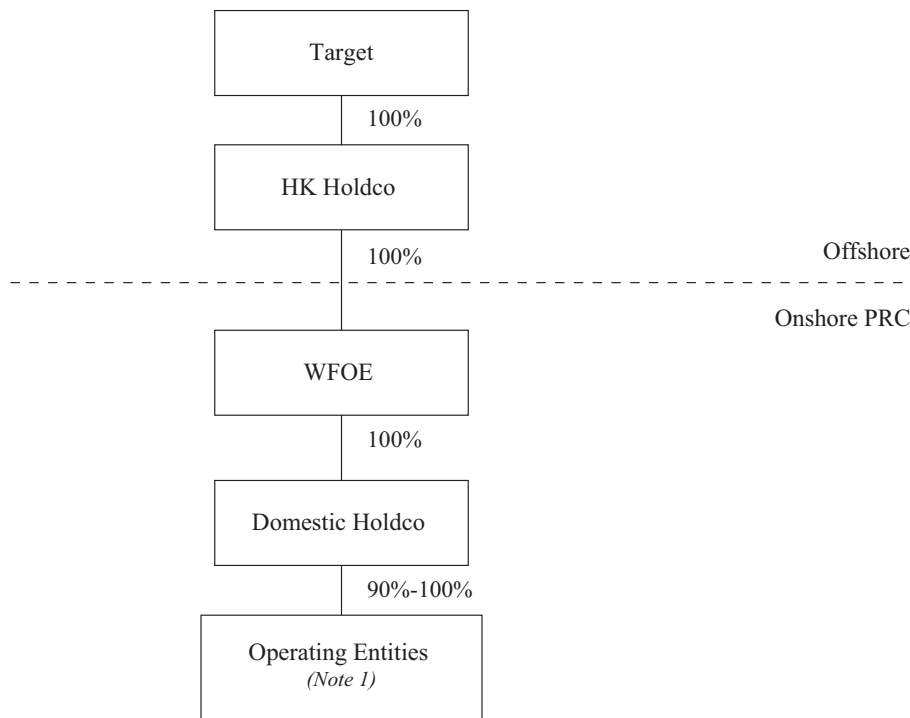 Target
100%
HK Holdco
100%
Offshore
Onshore PRC
WFOE
100%
Domestic Holdco
90%-100%
Operating Entities
(Note 1)